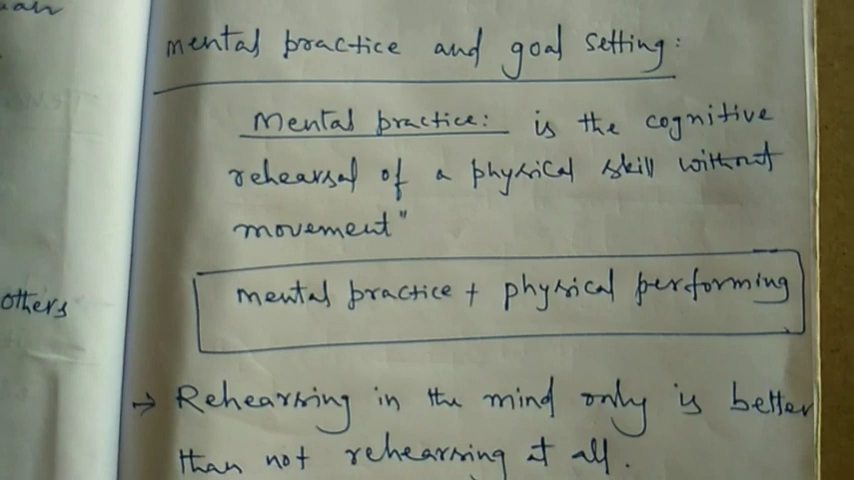 mental practice and goal setting:
Mental practice: is the cognitive
rehearsal of a physical skill without
movement"
mental practice + physical performing
others
→ Rehearsing in the mind only is better
than not rehearsing at all.